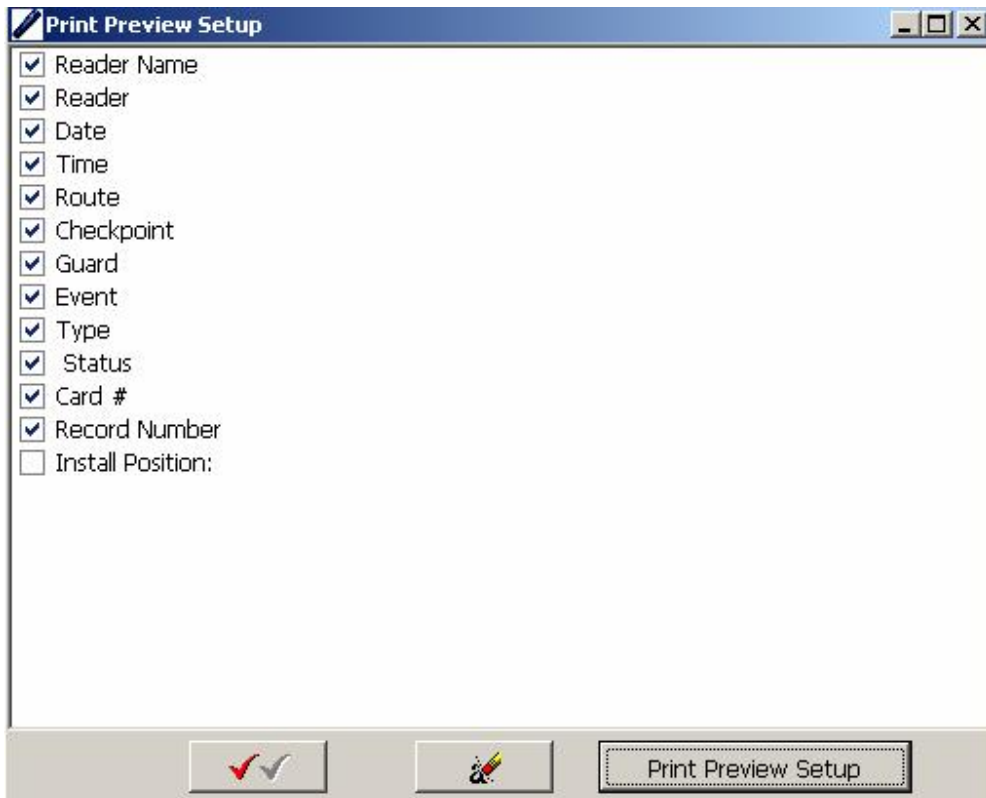 Print Preview Setup
Reader Name
Reader
Date
Time
Route
Checkpoint
Guard
Event
Type
Status
Card #
Record Number
Install Position:
a
Print Preview Setup